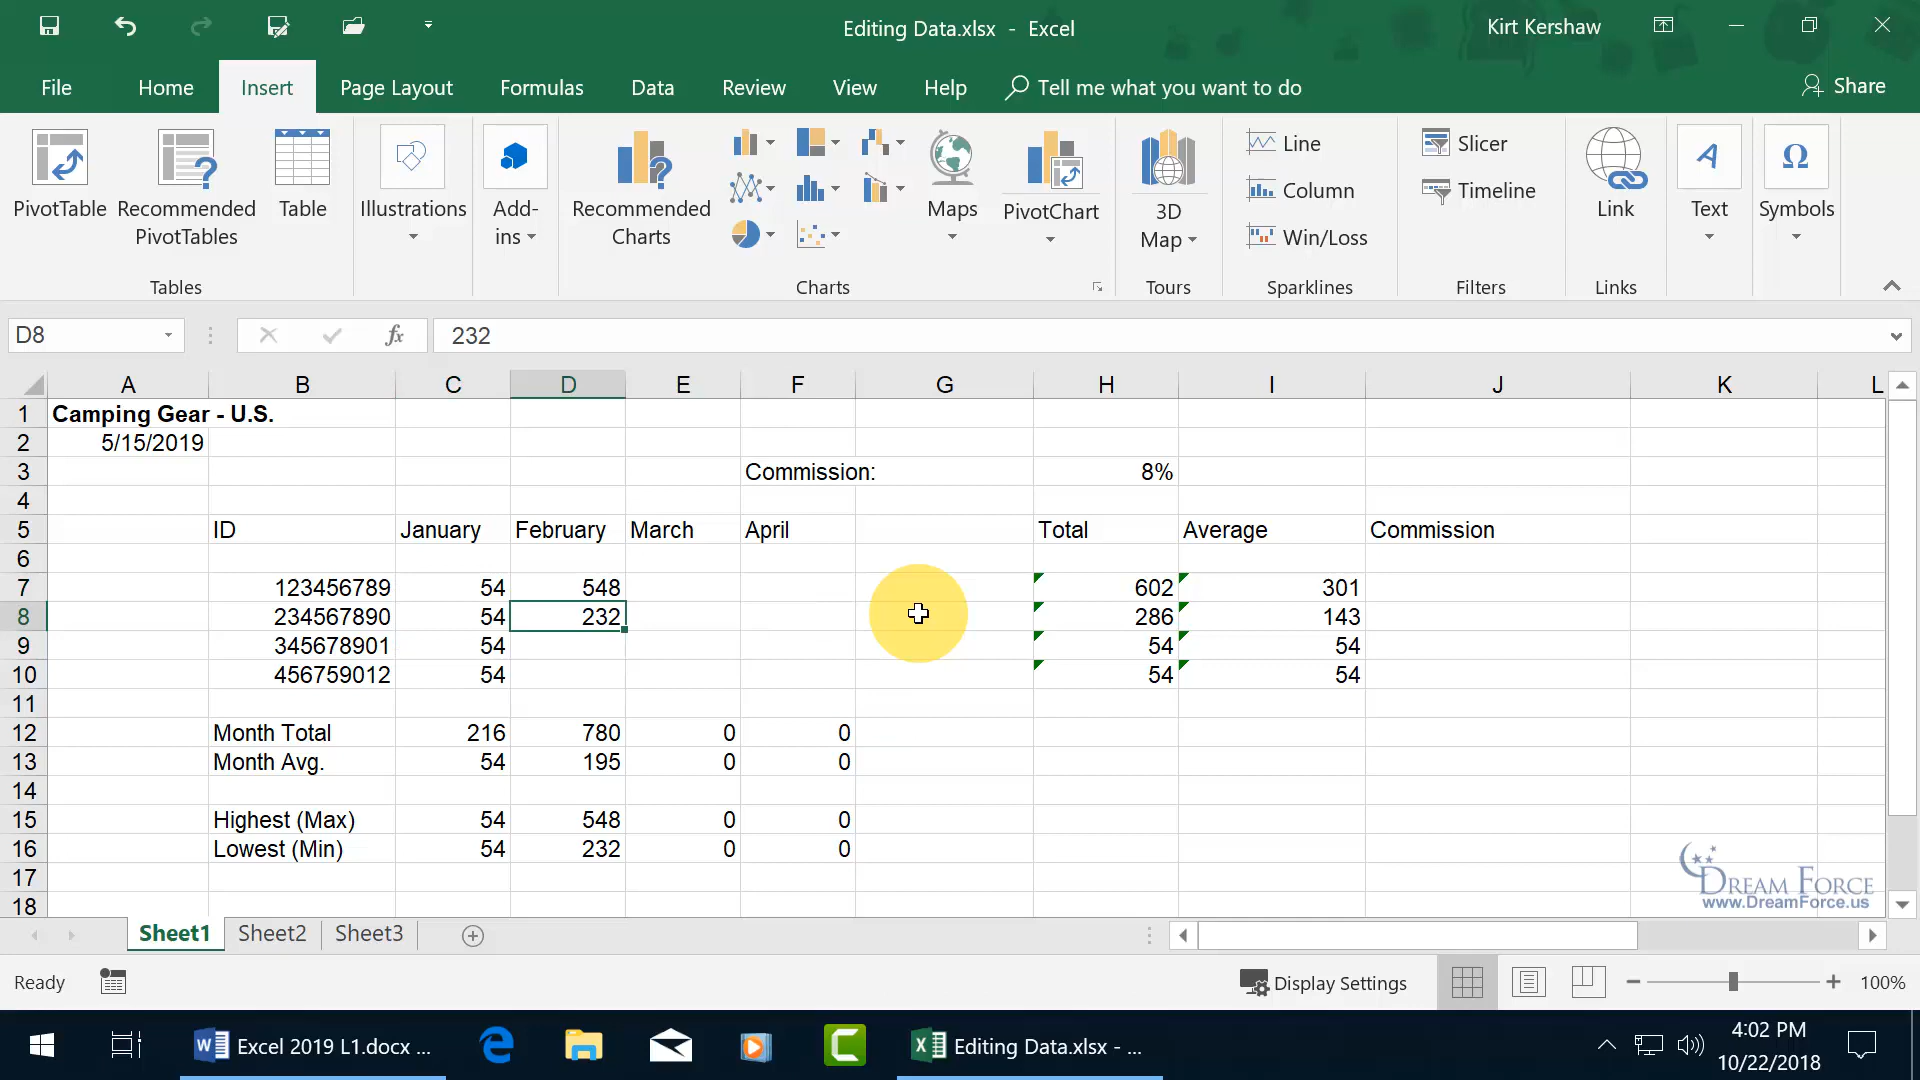 Editing Data.xlsx - Excel
Kirt Kershaw
File Home Insert Page Layout Formulas Data Review View Help Tell me what you want to do Share
PivotTable
Recommended
PivotTables
Table
Illustrations
Add-
ins
Recommended
Charts
Maps
PivotChart
3D
Map
Line
Column
Win/Loss
Slicer
Timeline
Link
A
Text
Ω
Symbols
Tables
Charts
Tours
Sparklines
Filters
Links
D8
fx
232
A B C D E F G H I J K L
1 Camping Gear - U.S.
2 5/15/2019
3 Commission: 8%
4
5 ID January February March April Total Average Commission
6
7 123456789 54 548 602 301
8 234567890 54 232 286 143
9 345678901 54 54 54
10 456759012 54 54 54
11
12 Month Total 216 780 0 0
13 Month Avg. 54 195 0 0
14
15 Highest (Max) 54 548 0 0
16 Lowest (Min) 54 232 0 0
17
18
DREAM FORCE
www.DreamForce.us
Sheet1 Sheet2 Sheet3
Ready
Display Settings
100%
Excel 2019 L1.docx ...
Editing Data.xlsx - ...
4:02 PM
10/22/2018